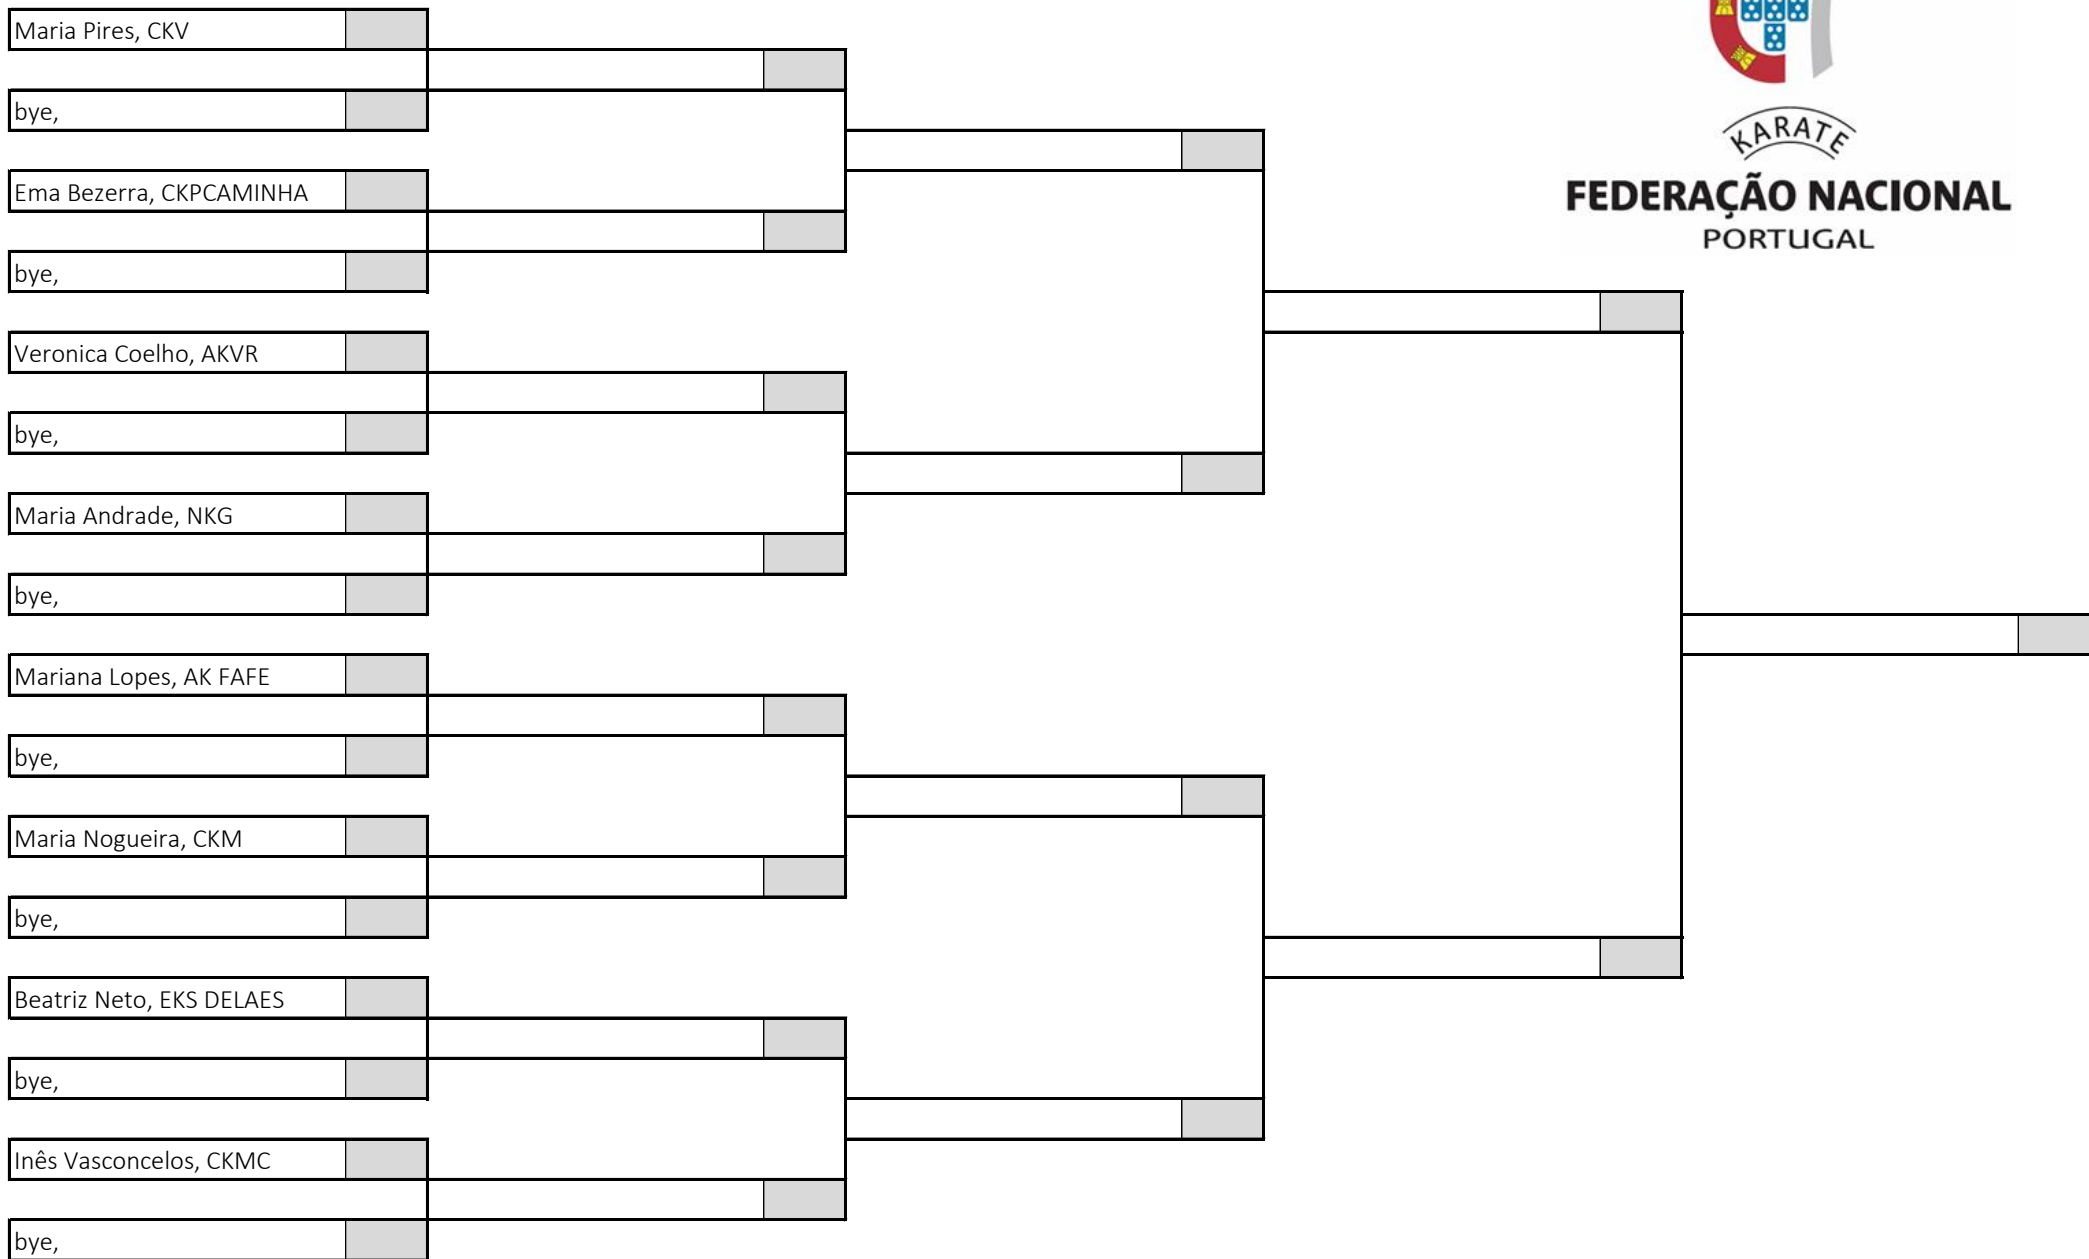 Maria Pires, CKV
bye,
Ema Bezerra, CKPCAMINHA
bye,
Veronica Coelho, AKVR
bye,
Maria Andrade, NKG
bye,
Mariana Lopes, AK FAFE
bye,
Maria Nogueira, CKM
bye,
Beatriz Neto, EKS DELAES
bye,
Inês Vasconcelos, CKMC
bye,
KARATE
FEDERAÇÃO NACIONAL
PORTUGAL